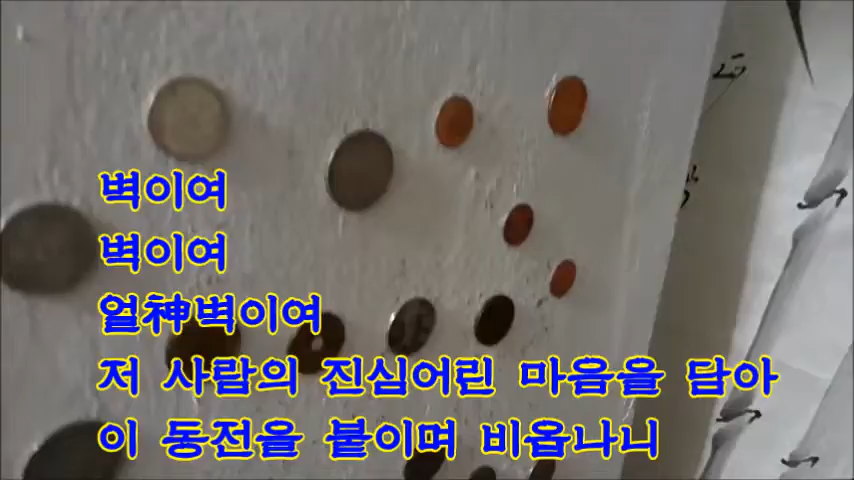 벽이여
벽이여
얼神벽이여
저 사람의 진심어린 마음을 담아
이 동전을 붙이며 비옵나니